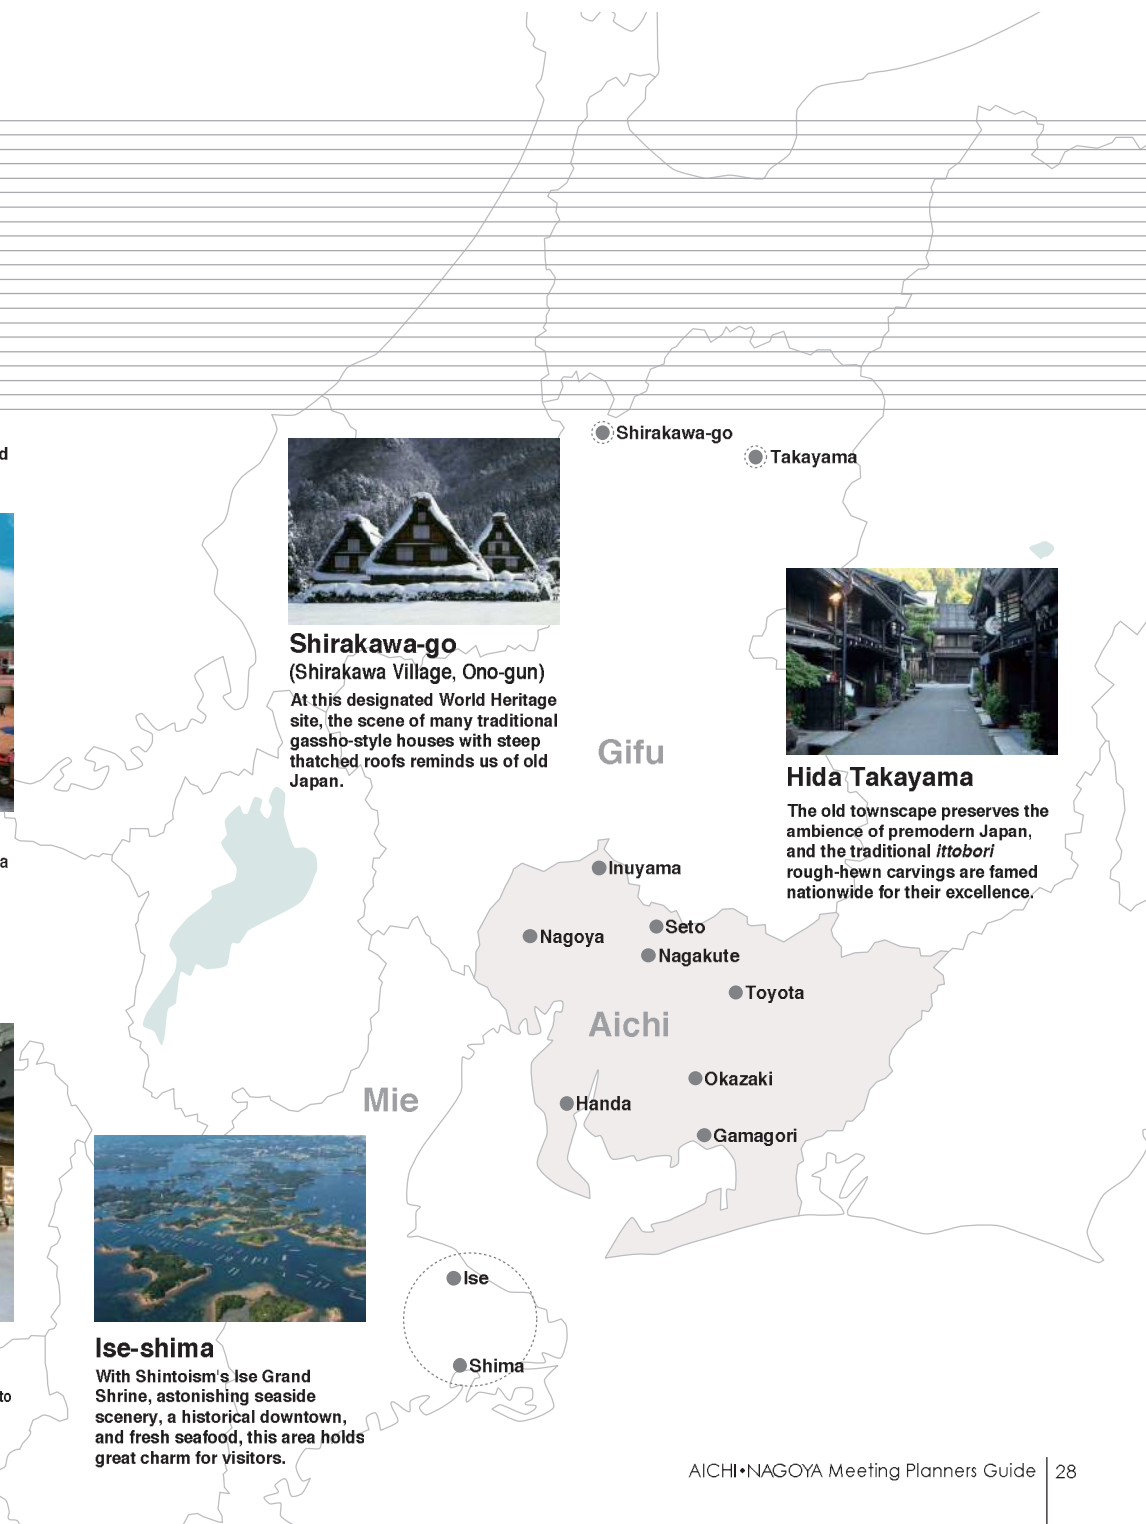 d
Shirakawa-go
Takayama
Shirakawa-go
(Shirakawa Village, Ono-gun)
At this designated World Heritage
site, the scene of many traditional
gassho-style houses with steep
thatched roofs reminds us of old
Japan.
Gifu
Hida Takayama
The old townscape preserves the
ambience of premodern Japan,
and the traditional ittobori
rough-hewn carvings are famed
nationwide for their excellence.
a
Inuyama
Seto
Nagoya
Nagakute
Toyota
Aichi
Okazaki
Mie
Handa
Gamagori
Ise
Shima
Ise-shima
With Shintoism's Ise Grand
Shrine, astonishing seaside
scenery, a historical downtown,
and fresh seafood, this area holds
great charm for visitors.
to
AICHI•NAGOYA Meeting Planners Guide 28